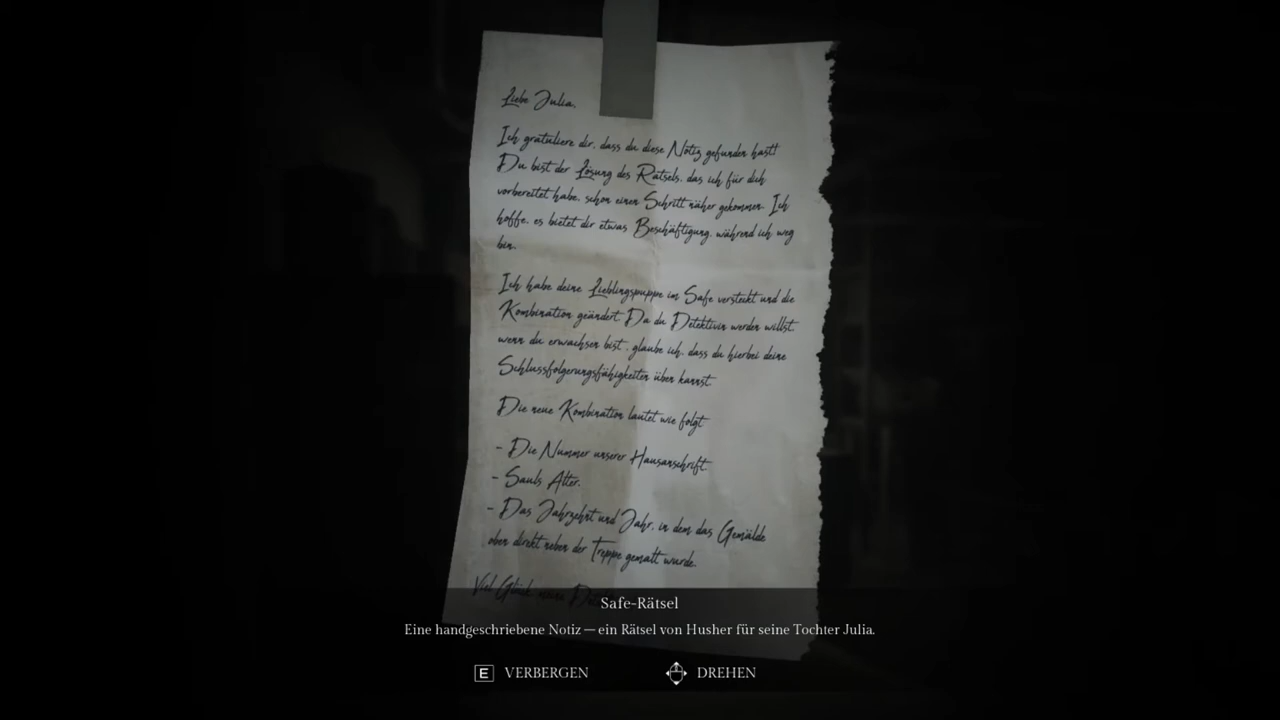 Liebe Julia,
Ich gratuliere dir, dass du diese Notiz gefunden hast!
Du bist der Lösung des Rätsels, das ich für dich
vorbereitet habe, schon einen Schritt näher gekommen. Ich
hoffe, es bietet dir etwas Beschäftigung, während ich weg
bin.
Ich habe deine Lieblingspuppe im Safe versteckt und die
Kombination geändert. Da du Detektivin werden willst,
wenn du erwachsen bist, glaube ich, dass du hierbei deine
Schlussfolgerungsfähigkeiten üben kannst.
Die neue Kombination lautet wie folgt:
- Die Nummer unserer Hausanschrift.
- Sauls Alter.
- Das Jahrzehnt und Jahr, in dem das Gemälde
oben direkt neben der Treppe gemalt wurde.
Viel Glück, meine
Safe-Rätsel
Eine handgeschriebene Notiz — ein Rätsel von Husher für seine Tochter Julia.
E VERBERGEN DREHEN